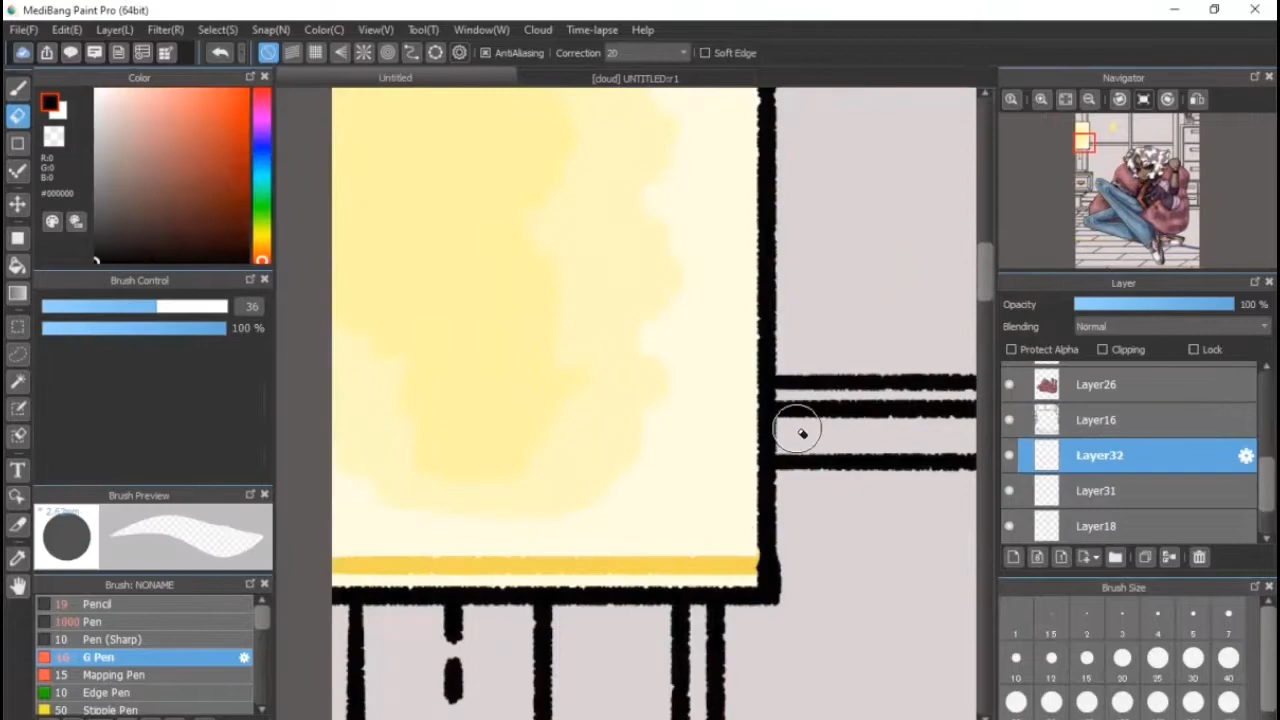 MediBang Paint Pro (64bit)
File(F) Edit(E) Layer(L) Filter(R) Select(S) Snap(N) Color(C) View(V) Tool(T) Window(W) Cloud Time-lapse Help
AntiAliasing Correction 20 Soft Edge
Color
Untitled
[cloud] UNTITLED:r1
Navigator
R:0
G:0
B:0
#000000
Brush Control
36
100 %
Layer
Opacity 100 %
Blending Normal
Protect Alpha Clipping Lock
Layer26
Layer16
Layer32
Layer31
Layer18
Brush Preview
* 2.62mm
Brush: NONAME
19 Pencil
1000 Pen
10 Pen (Sharp)
G Pen
15 Mapping Pen
10 Edge Pen
50 Stipple Pen
Brush Size
1 1.5 2 3 4 5 7
10 12 15 20 25 30 40
T